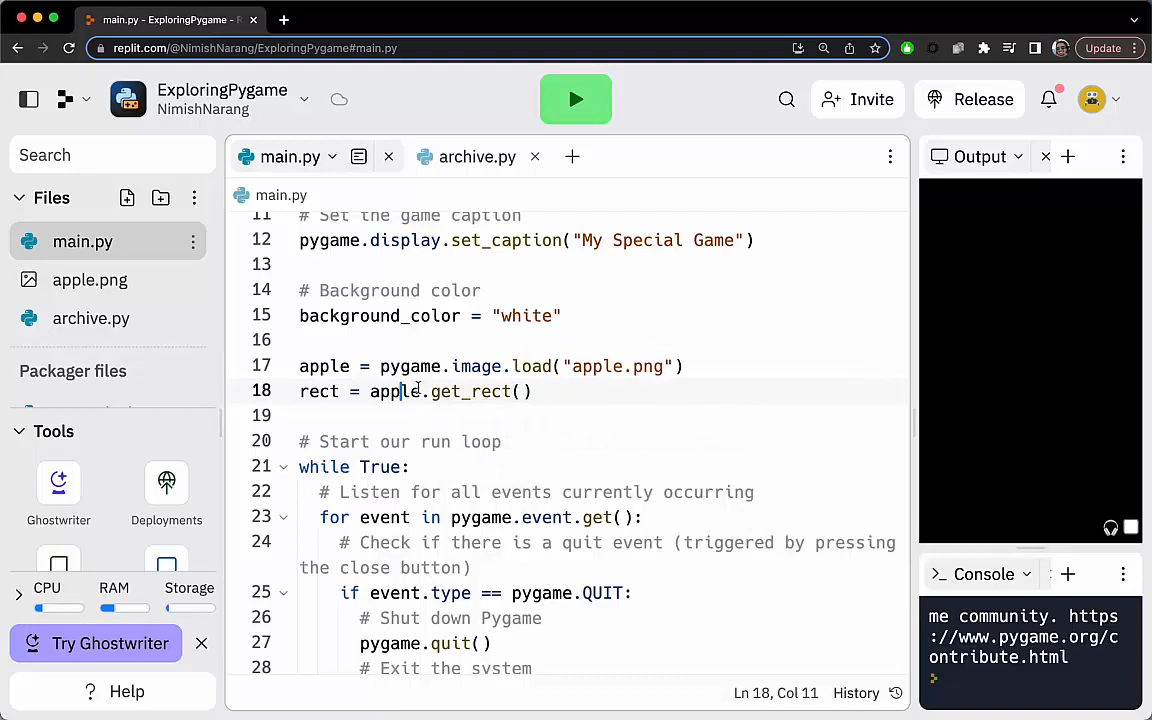 main.py - ExploringPygame - R
replit.com/@NimishNarang/ExploringPygame#main.py
Update
ExploringPygame
NimishNarang
Invite
Release
Search
Files
main.py
apple.png
archive.py
Packager files
Tools
Ghostwriter
Deployments
CPU
RAM
Storage
Try Ghostwriter
? Help
main.py
archive.py
main.py
11 # Set the game caption
12 pygame.display.set_caption("My Special Game")
13
14 # Background color
15 background_color = "white"
16
17 apple = pygame.image.load("apple.png")
18 rect = apple.get_rect()
19
20 # Start our run loop
21 while True:
22 # Listen for all events currently occurring
23 for event in pygame.event.get():
24 # Check if there is a quit event (triggered by pressing
the close button)
25 if event.type == pygame.QUIT:
26 # Shut down Pygame
27 pygame.quit()
28 # Exit the system
Ln 18, Col 11
History
Output
Console
me community. https
://www.pygame.org/c
ontribute.html